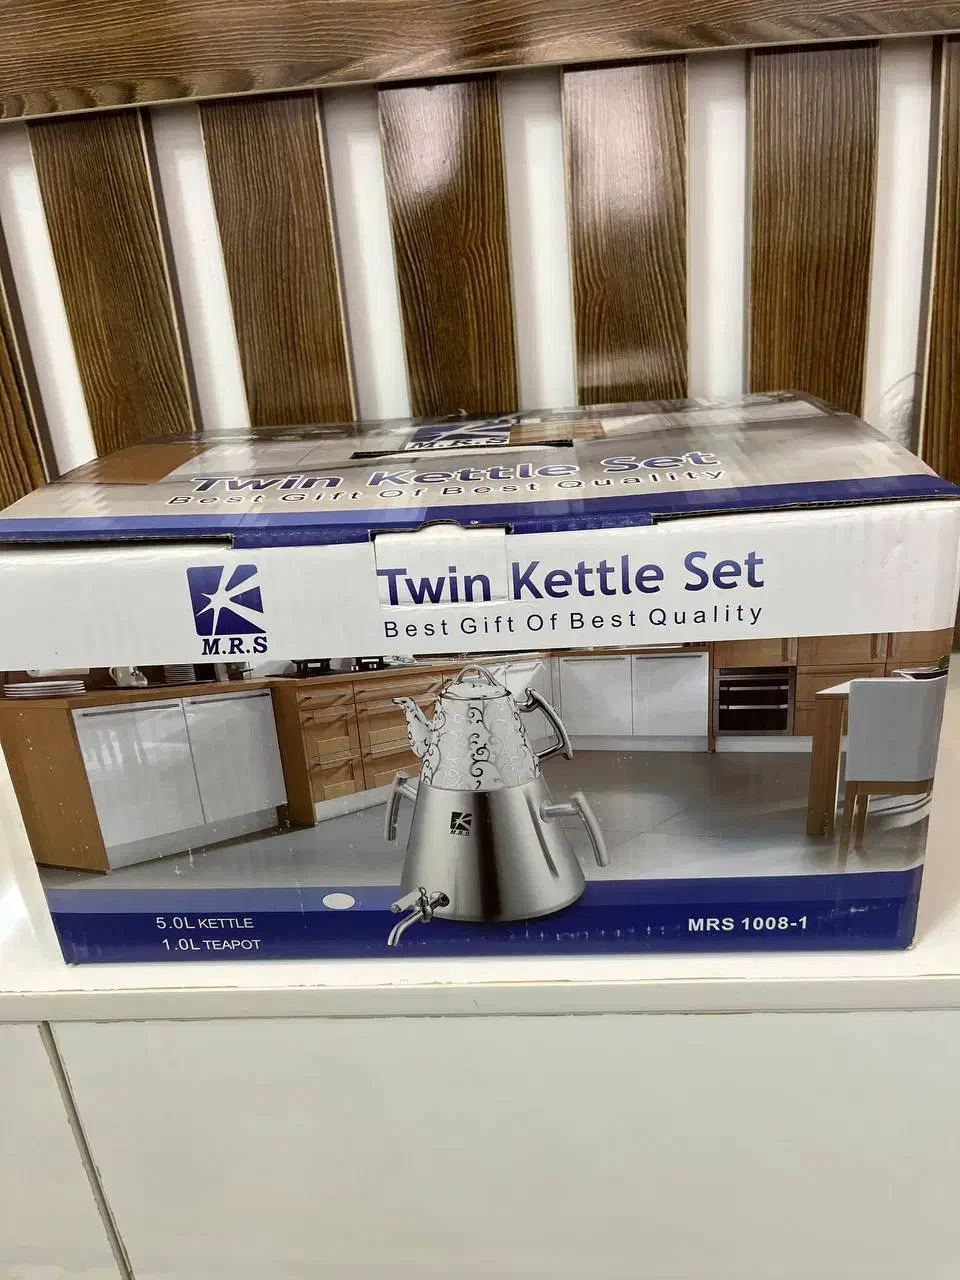 M.R.S
Twin Kettle Set
Best Gift Of Best Quality
M.R.S
Twin Kettle Set
Best Gift Of Best Quality
M.R.S
5.0L KETTLE
1.0L TEAPOT
MRS 1008-1